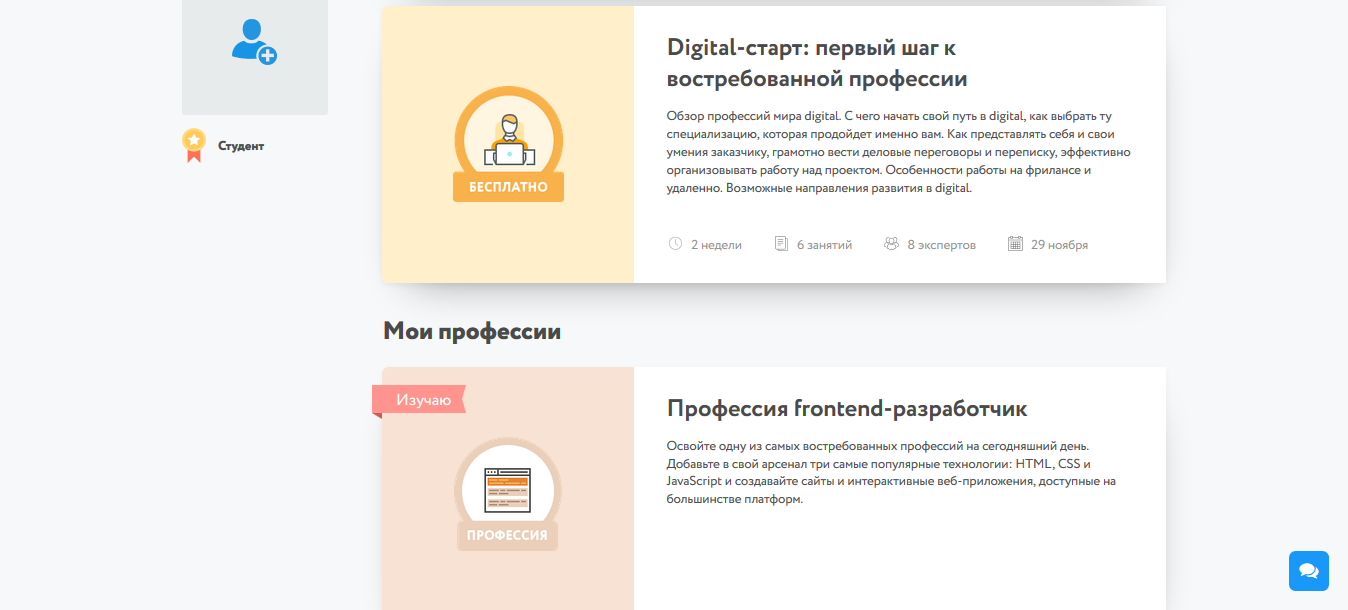 Студент
БЕСПЛАТНО
Digital-старт: первый шаг к
востребованной профессии
Обзор профессий мира digital. С чего начать свой путь в digital, как выбрать ту
специализацию, которая продойдет именно вам. Как представлять себя и свои
умения заказчику, грамотно вести деловые переговоры и переписку, эффективно
организовывать работу над проектом. Особенности работы на фрилансе и
удаленно. Возможные направления развития в digital.
2 недели
6 занятий
8 экспертов
29 ноября
Мои профессии
Изучаю
ПРОФЕССИЯ
Профессия frontend-разработчик
Освойте одну из самых востребованных профессий на сегодняшний день.
Добавьте в свой арсенал три самые популярные технологии: HTML, CSS и
JavaScript и создавайте сайты и интерактивные веб-приложения, доступные на
большинстве платформ.